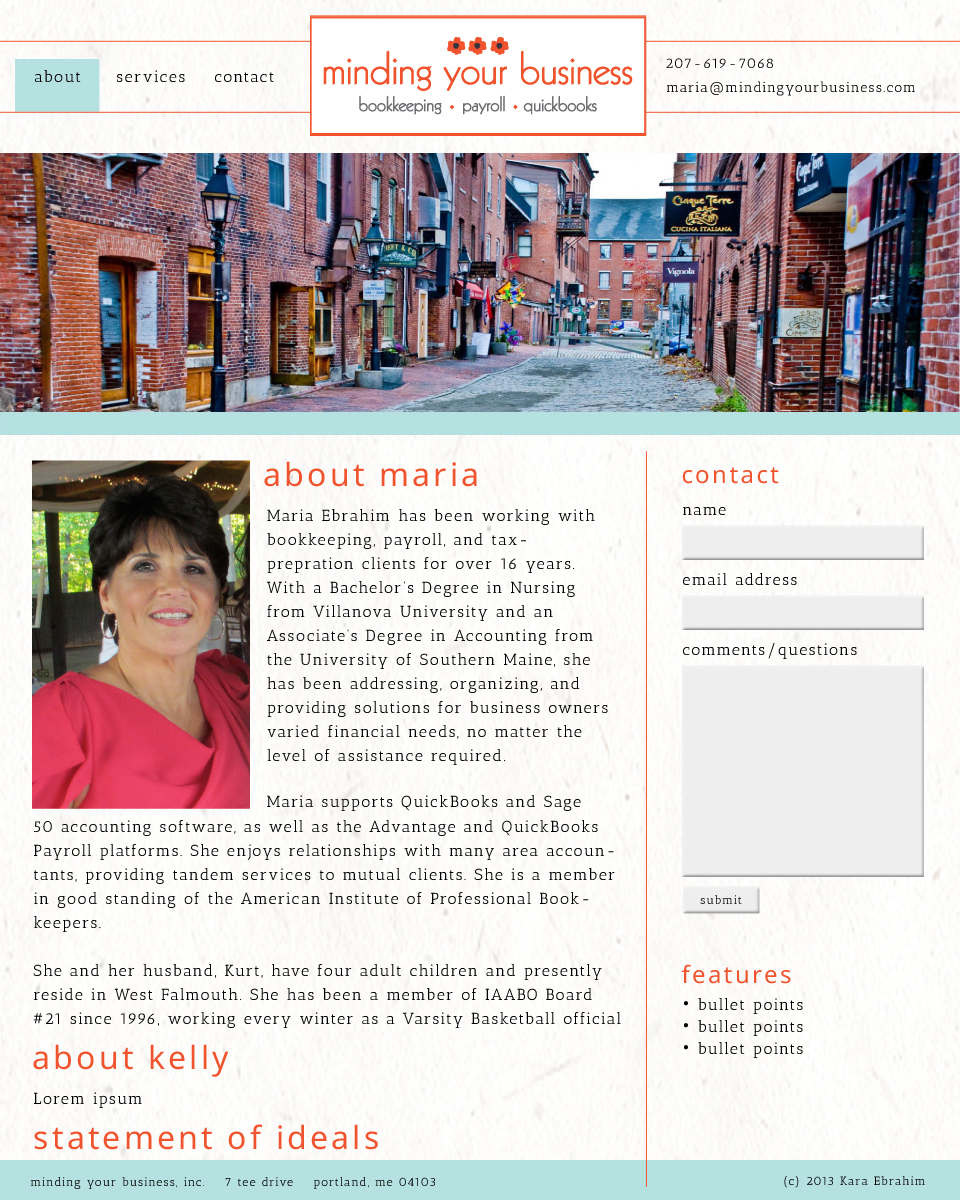 about services contact
minding your business
bookkeeping • payroll • quickbooks
207-619-7068
maria@mindingyourbusiness.com
Cinque Terre
CUCINA ITALIANA
Vignola
about maria
Maria Ebrahim has been working with
bookkeeping, payroll, and tax-
prepration clients for over 16 years.
With a Bachelor's Degree in Nursing
from Villanova University and an
Associate's Degree in Accounting from
the University of Southern Maine, she
has been addressing, organizing, and
providing solutions for business owners
varied financial needs, no matter the
level of assistance required.
Maria supports QuickBooks and Sage
50 accounting software, as well as the Advantage and QuickBooks
Payroll platforms. She enjoys relationships with many area accoun-
tants, providing tandem services to mutual clients. She is a member
in good standing of the American Institute of Professional Book-
keepers.
She and her husband, Kurt, have four adult children and presently
reside in West Falmouth. She has been a member of IAABO Board
#21 since 1996, working every winter as a Varsity Basketball official
about kelly
Lorem ipsum
statement of ideals
contact
name
email address
comments/questions
submit
features
• bullet points
• bullet points
• bullet points
minding your business, inc. 7 tee drive portland, me 04103
(c) 2013 Kara Ebrahim